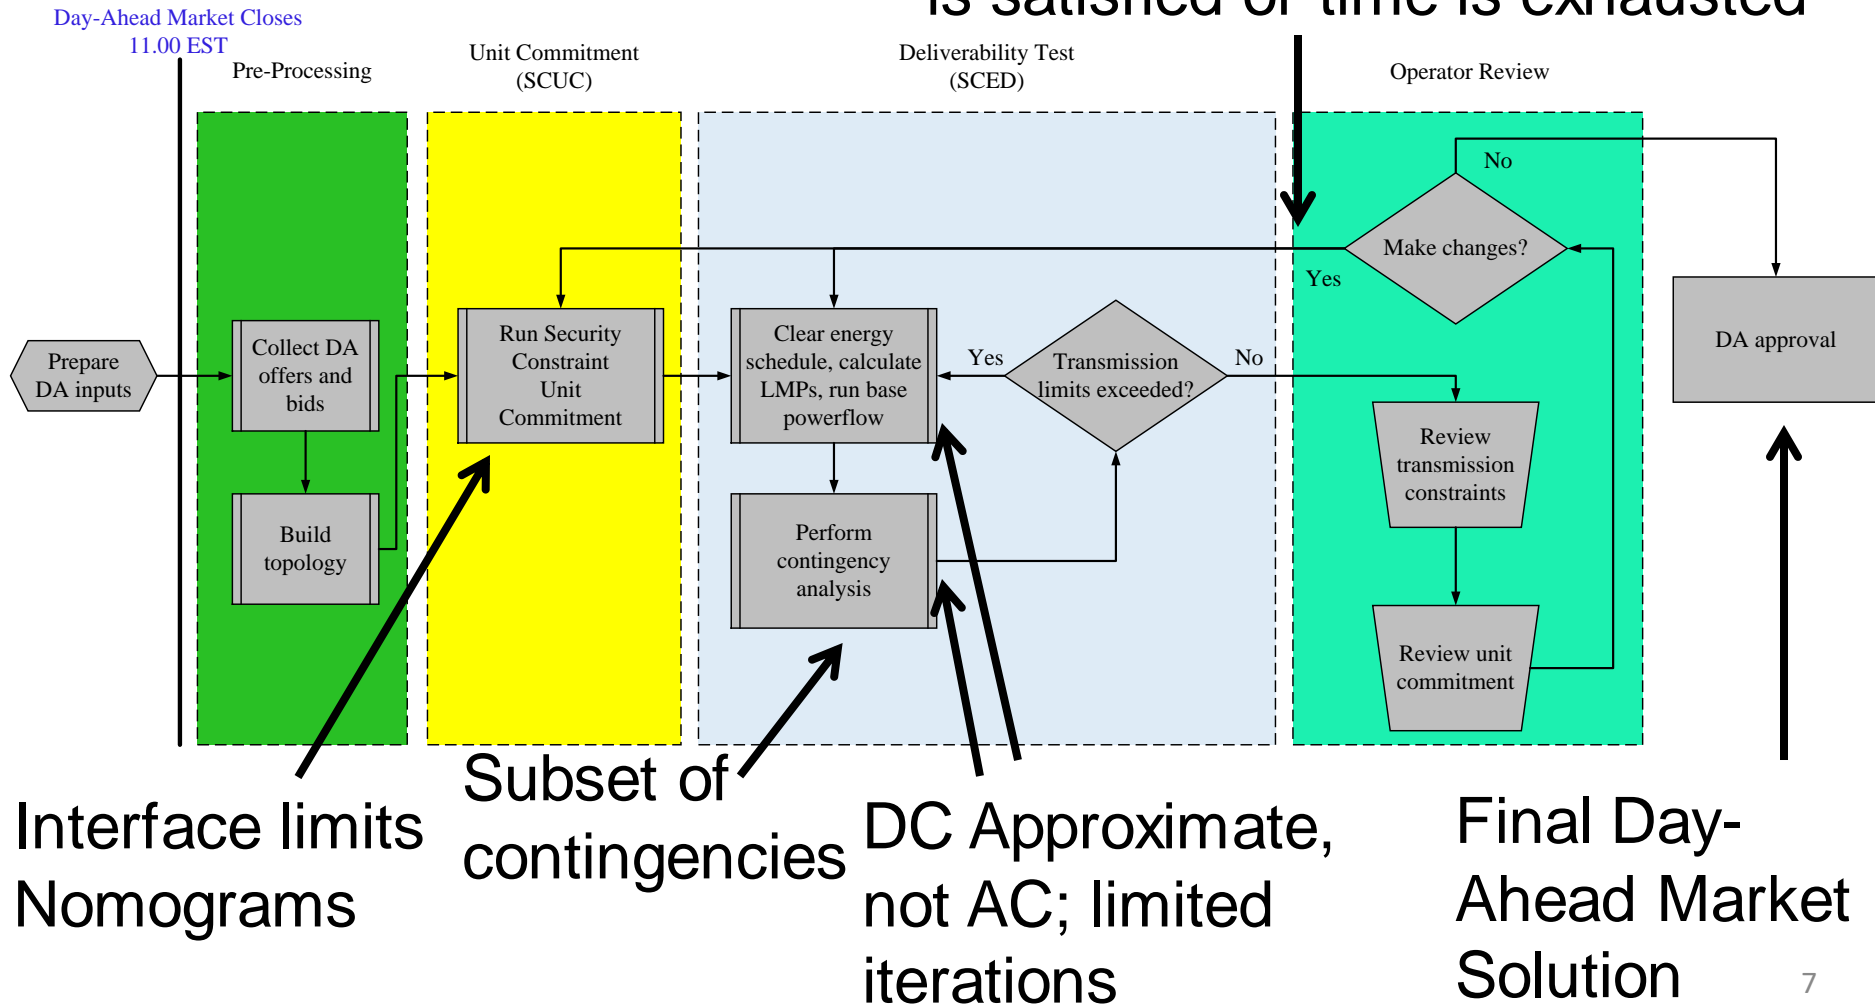 is satisfied or time is exhausted
Day-Ahead Market Closes
11.00 EST
Pre-Processing
Unit Commitment
(SCUC)
Deliverability Test
(SCED)
Operator Review
No
Make changes?
Yes
Prepare
DA inputs
Collect DA
offers and
bids
Run Security
Constraint
Unit
Commitment
Clear energy
schedule, calculate
LMPs, run base
powerflow
Yes
Transmission
limits exceeded?
No
DA approval
Review
transmission
constraints
Build
topology
Perform
contingency
analysis
Review unit
commitment
Interface limits
Nomograms
Subset of
contingencies
DC Approximate,
not AC; limited
iterations
Final Day-
Ahead Market
Solution
7